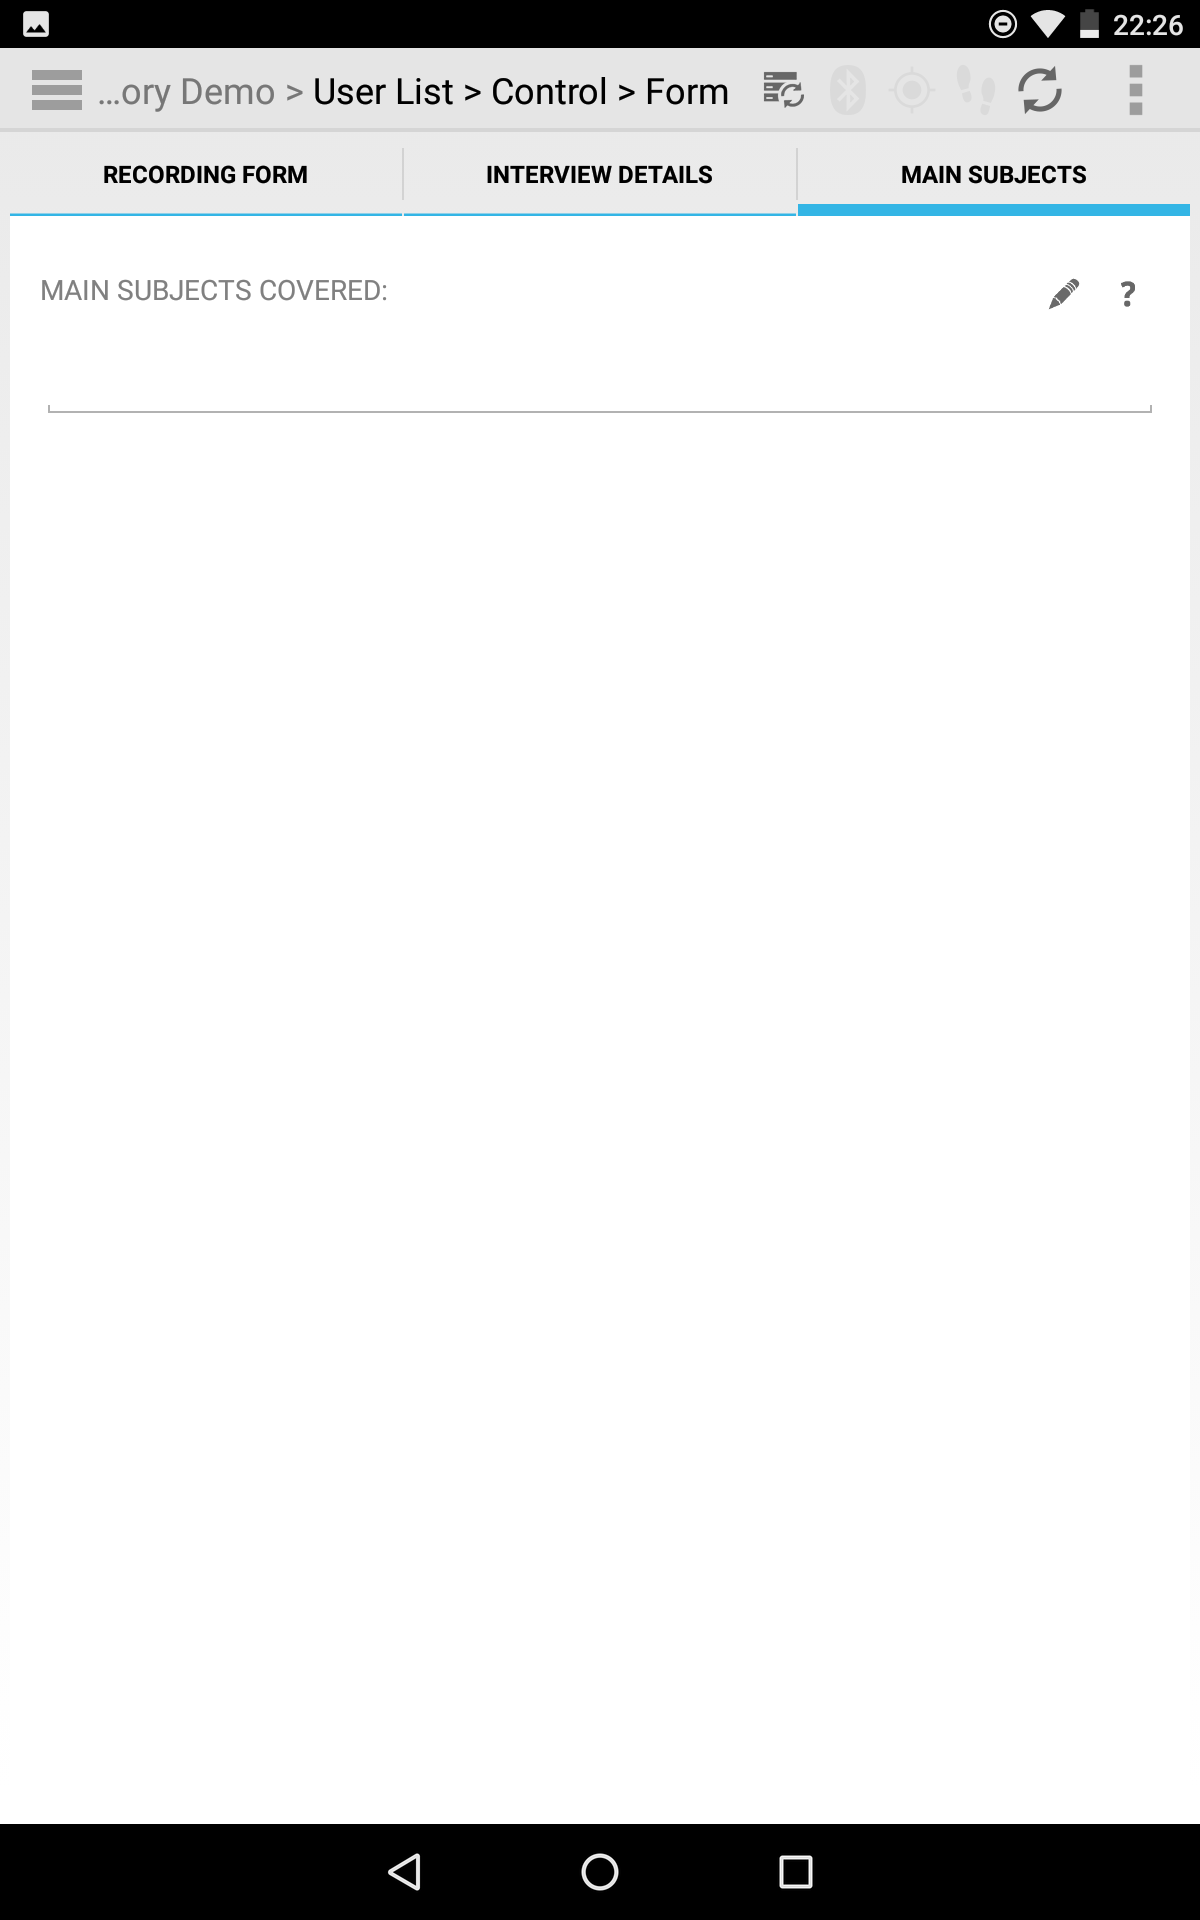 22:26
…ory Demo > User List > Control > Form
RECORDING FORM
INTERVIEW DETAILS
MAIN SUBJECTS
MAIN SUBJECTS COVERED:
?